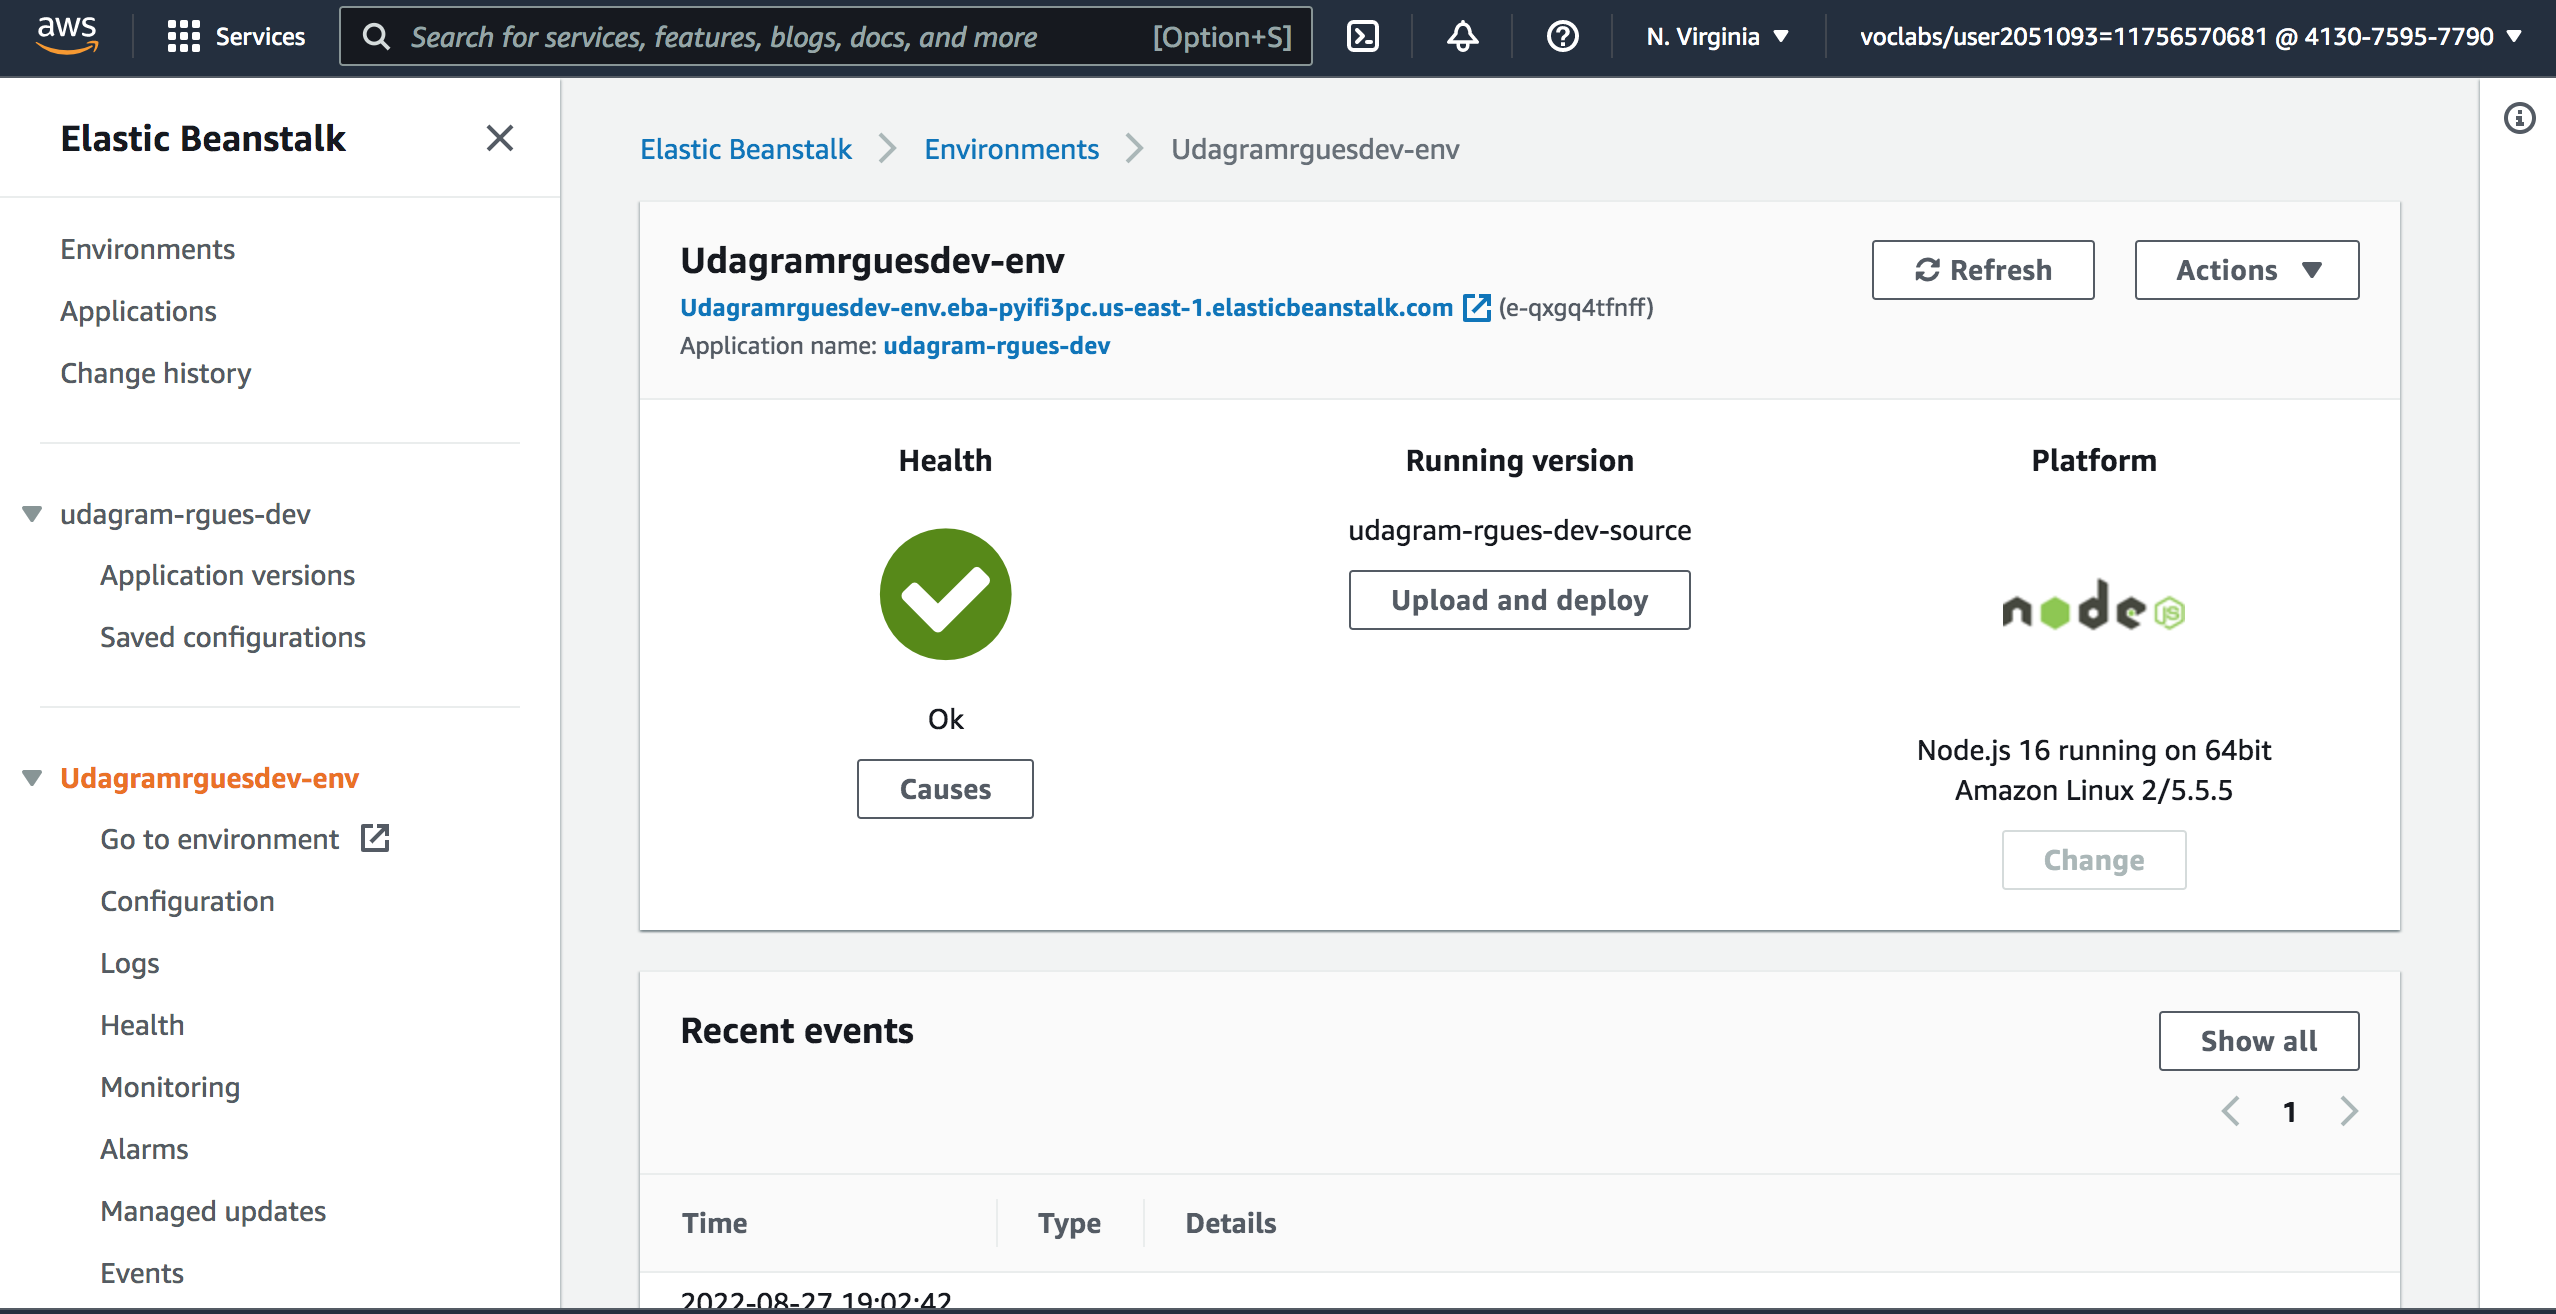 aws
Services
Search for services, features, blogs, docs, and more
[Option+S]
N. Virginia
voclabs/user2051093=11756570681 @ 4130-7595-7790
Elastic Beanstalk
Environments
Applications
Change history
udagram-rgues-dev
Application versions
Saved configurations
Udagramrguesdev-env
Go to environment
Configuration
Logs
Health
Monitoring
Alarms
Managed updates
Events
Elastic Beanstalk
Environments
Udagramrguesdev-env
Udagramrguesdev-env
Udagramrguesdev-env.eba-pyifi3pc.us-east-1.elasticbeanstalk.com (e-qxgq4tfnff)
Application name: udagram-rgues-dev
Refresh
Actions
Health
Ok
Causes
Running version
udagram-rgues-dev-source
Upload and deploy
Platform
node JS
Node.js 16 running on 64bit
Amazon Linux 2/5.5.5
Change
Recent events
Show all
1
Time
Type
Details
2022-08-27 19:02:42